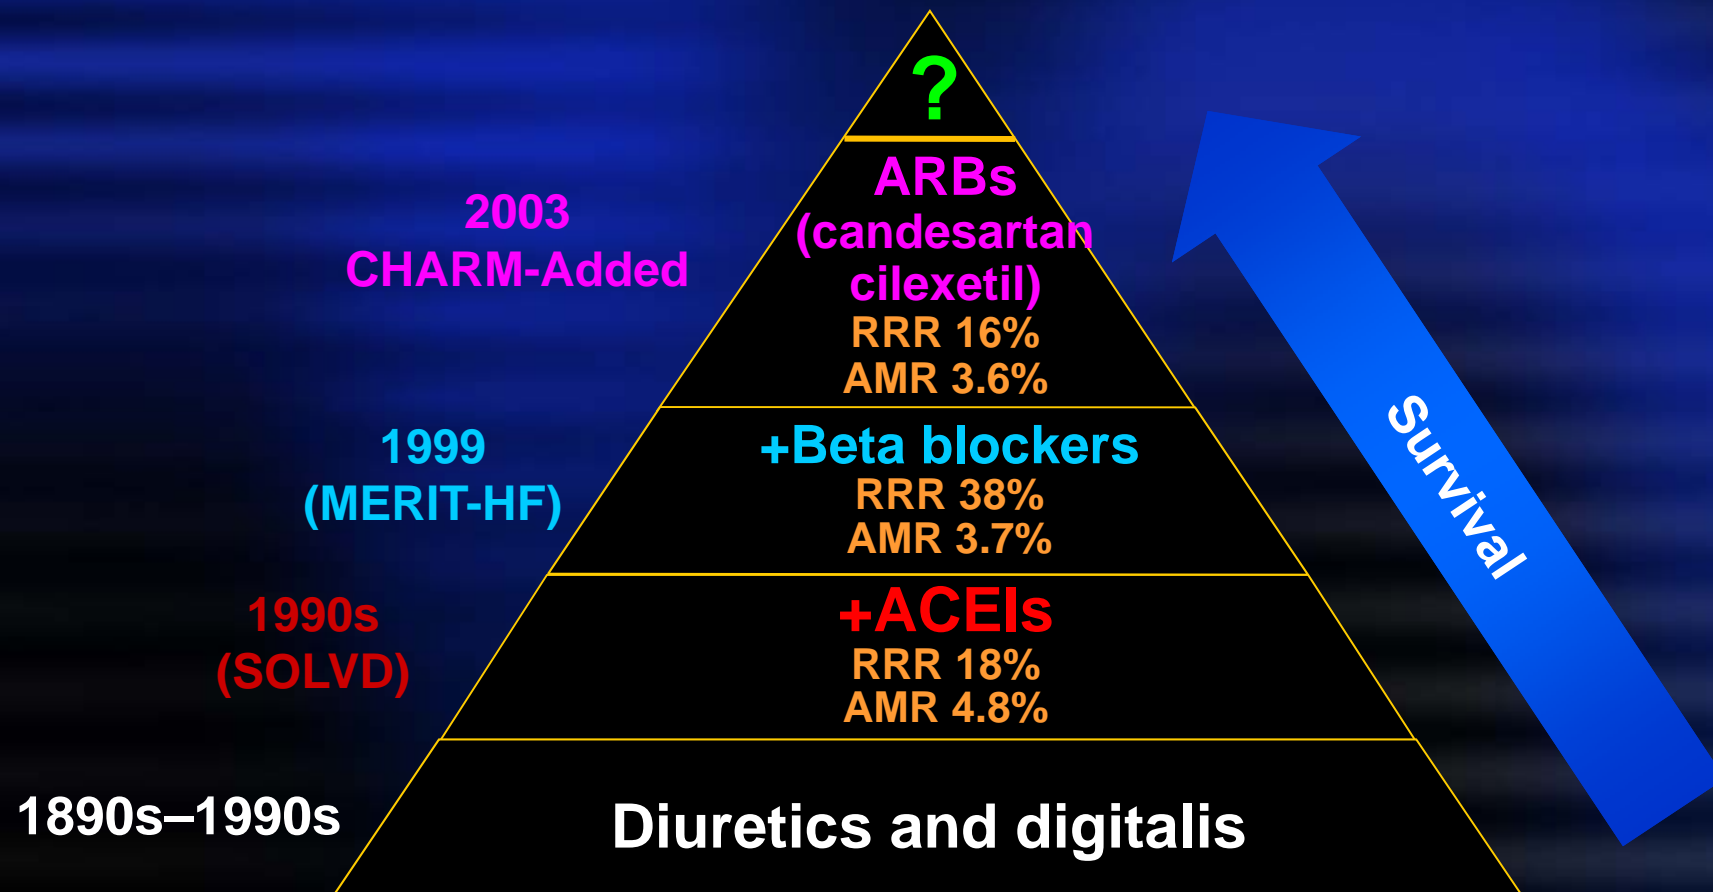 ?
2003
CHARM-Added
ARBs
(candesartan
cilexetil)
RRR 16%
AMR 3.6%
1999
(MERIT-HF)
+Beta blockers
RRR 38%
AMR 3.7%
1990s
(SOLVD)
+ACEIs
RRR 18%
AMR 4.8%
1890s–1990s
Diuretics and digitalis
Survival